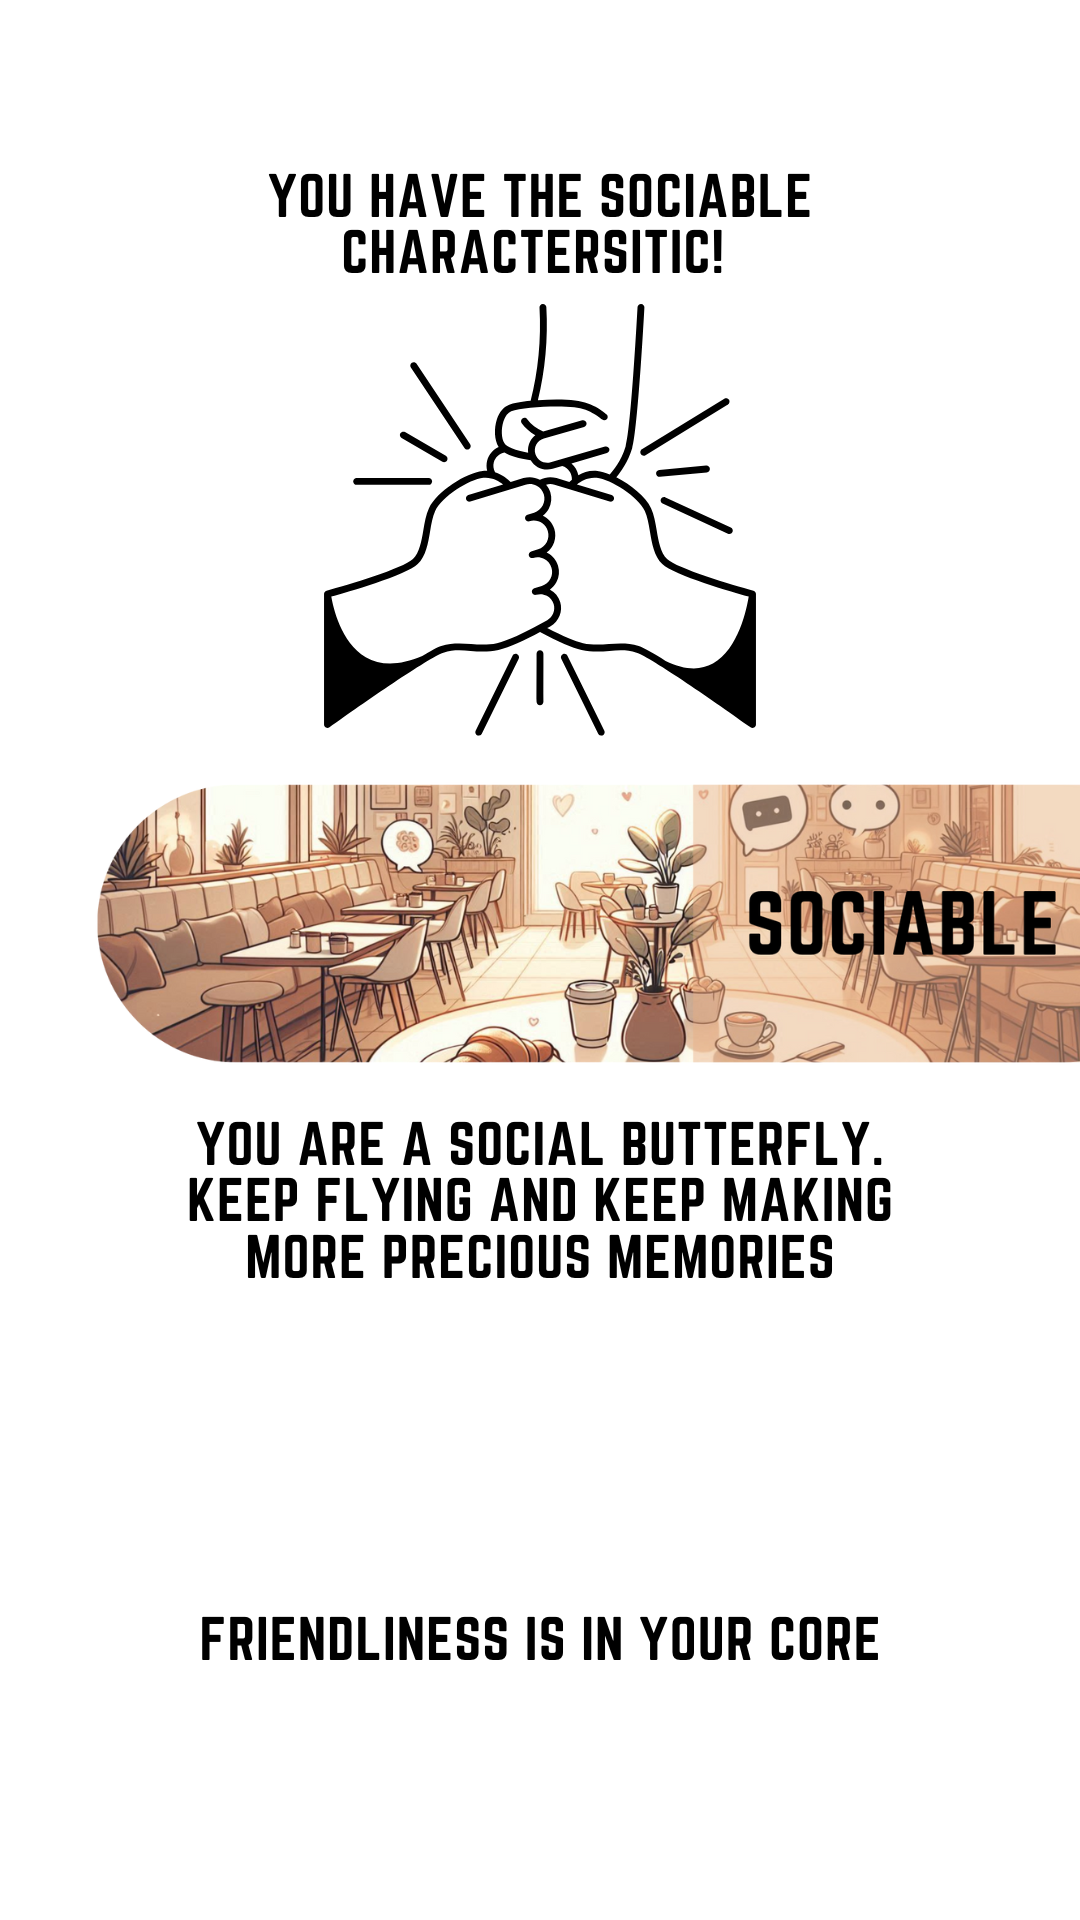 YOU HAVE THE SOCIABLE
CHARACTERSITIC!
SOCIABLE
YOU ARE A SOCIAL BUTTERFLY.
KEEP FLYING AND KEEP MAKING
MORE PRECIOUS MEMORIES
FRIENDLINESS IS IN YOUR CORE